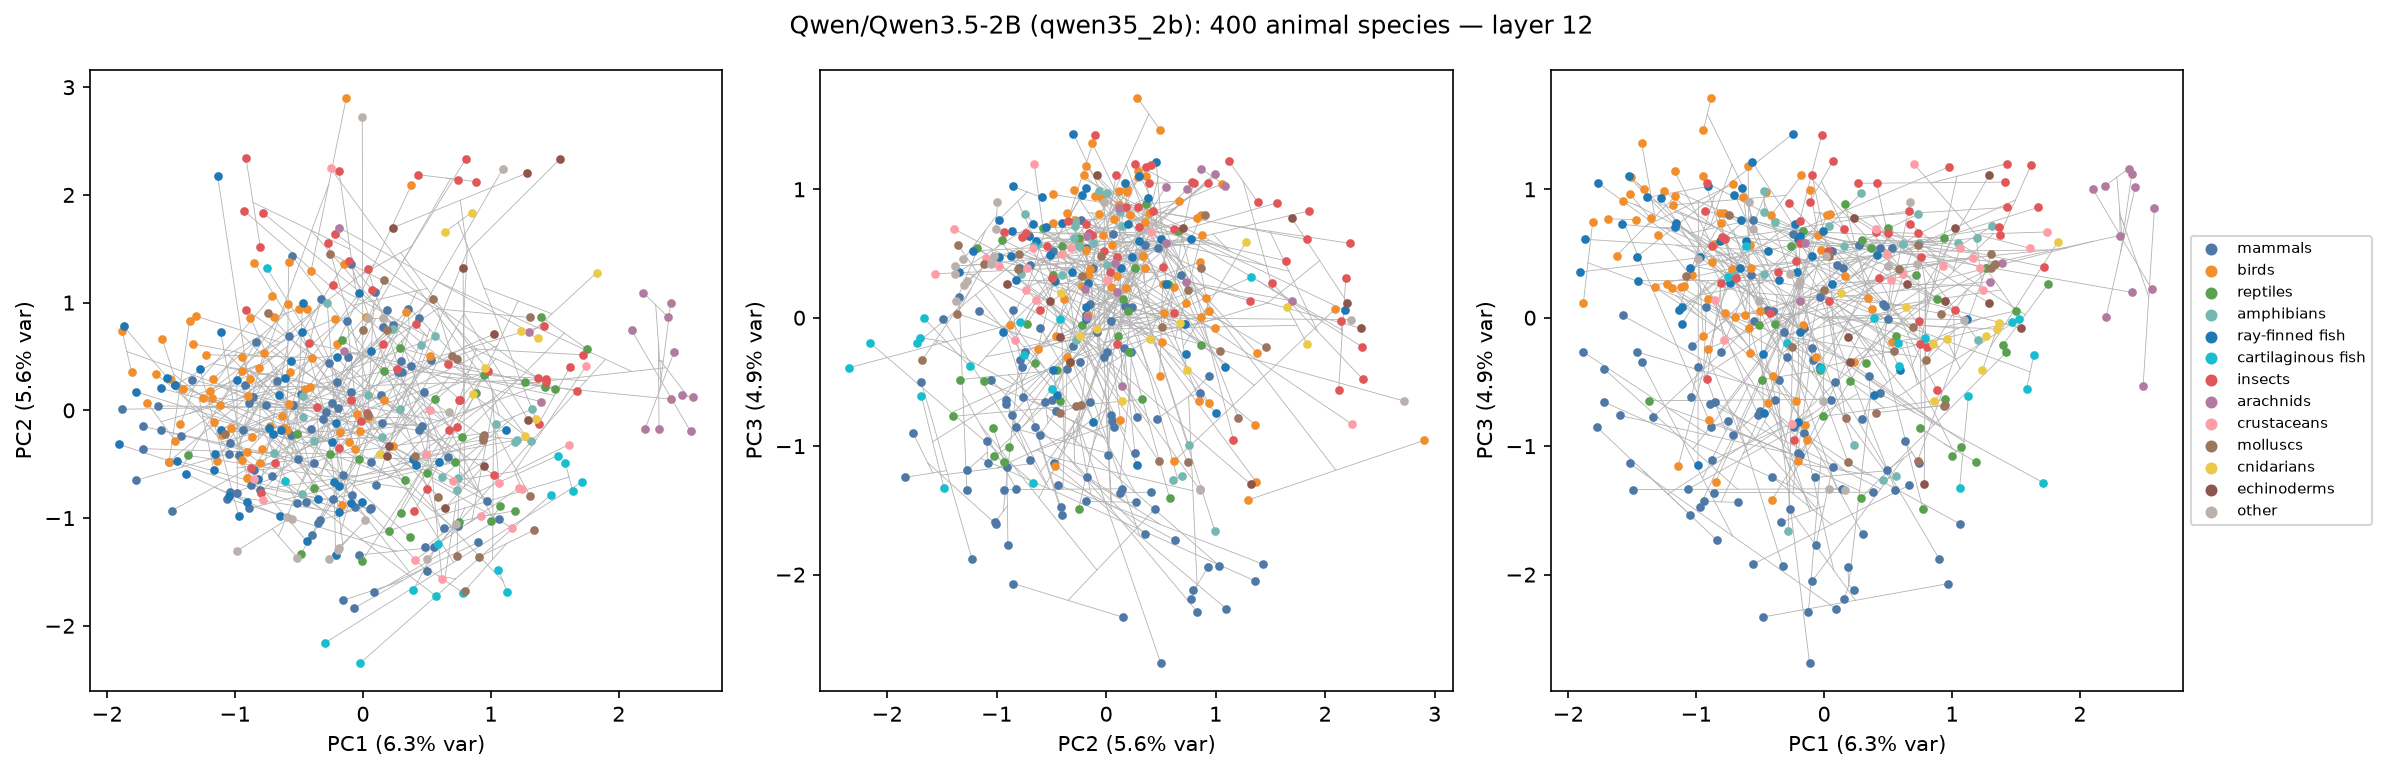 Qwen/Qwen3.5-2B (qwen35_2b): 400 animal species — layer 12
3
2
1
0
−1
−2
PC2 (5.6% var)
−2
−1
0
1
2
PC1 (6.3% var)
1
0
−1
−2
PC3 (4.9% var)
−2
−1
0
1
2
3
PC2 (5.6% var)
1
0
−1
−2
PC3 (4.9% var)
−2
−1
0
1
2
PC1 (6.3% var)
mammals
birds
reptiles
amphibians
ray-finned fish
cartilaginous fish
insects
arachnids
crustaceans
molluscs
cnidarians
echinoderms
other